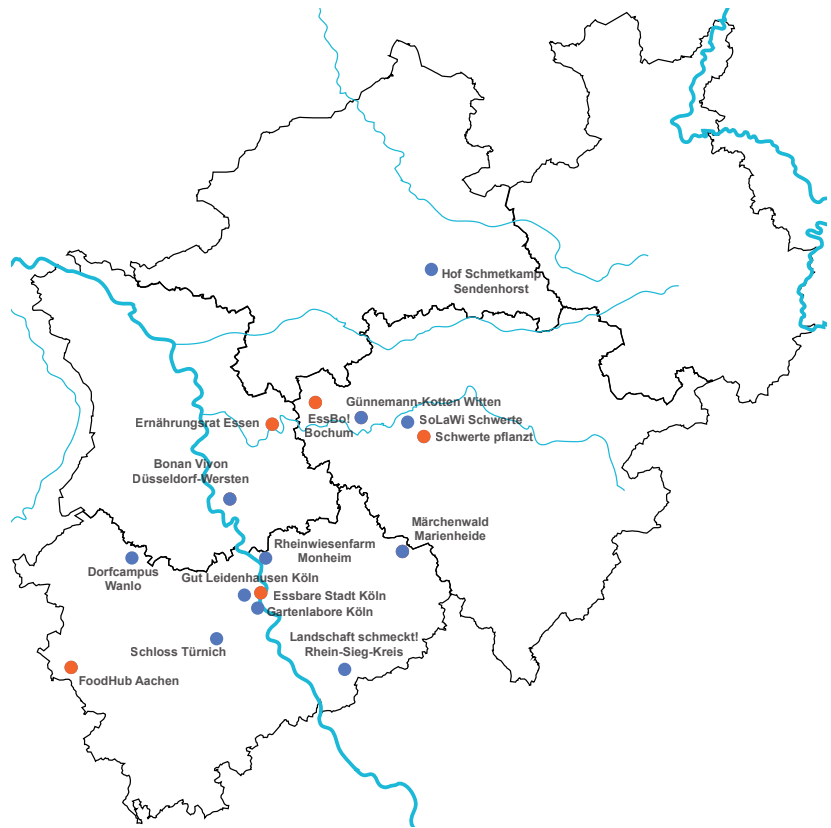 Hof Schmetkamp
Sendenhorst
Günnemann-Kotten Witten
EssBo!
Bochum
SoLaWi Schwerte
Ernährungsrat Essen
Schwerte pflanzt
Bonan Vivon
Düsseldorf-Wersten
Märchenwald
Marienheide
Rheinwiesenfarm
Monheim
Dorfcampus
Wanlo
Gut Leidenhausen Köln
Essbare Stadt Köln
Gartenlabore Köln
Landschaft schmeckt!
Rhein-Sieg-Kreis
Schloss Türnich
FoodHub Aachen